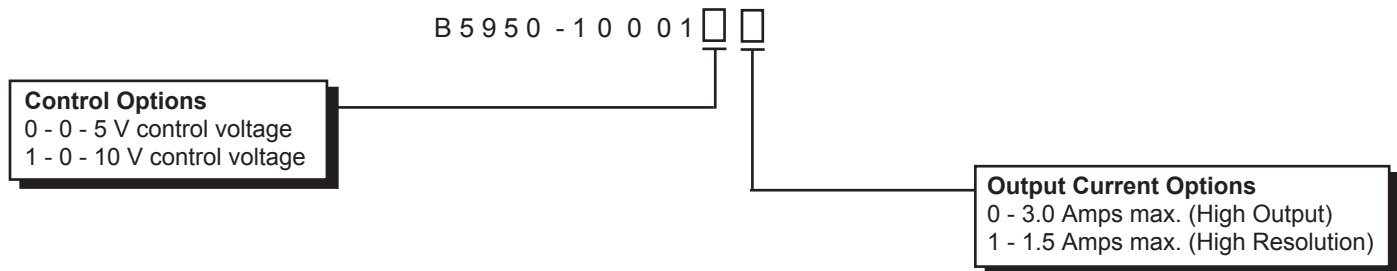 B5950-10001
Control Options
0 - 0 - 5 V control voltage
1 - 0 - 10 V control voltage
Output Current Options
0 - 3.0 Amps max. (High Output)
1 - 1.5 Amps max. (High Resolution)